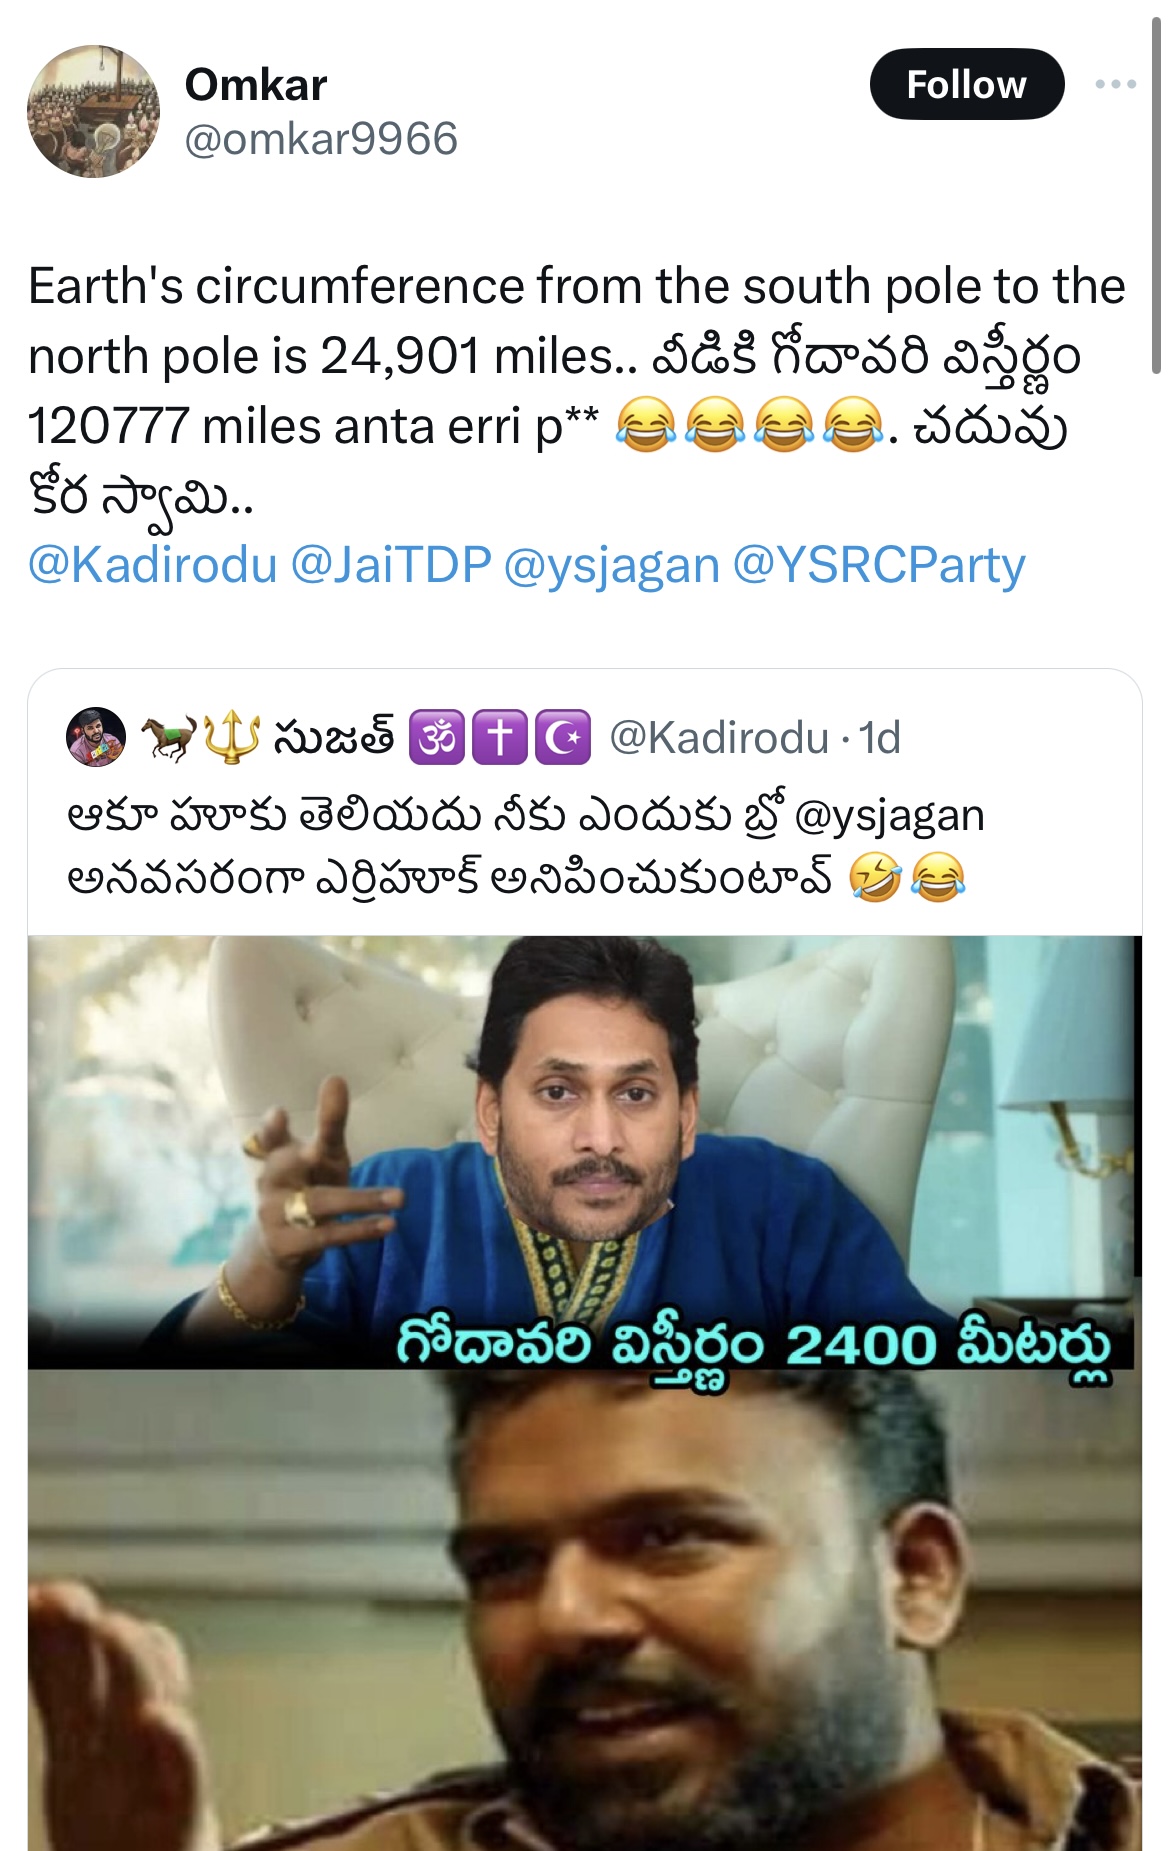 Omkar
@omkar9966
Follow
Earth's circumference from the south pole to the
north pole is 24,901 miles.. వీడికి గోదావరి విస్తీర్ణం
120777 miles anta erri p** 😂😂😂😂. చదువు
కోర స్వామి..
@Kadirodu @JaiTDP @ysjagan @YSRCParty
🐎🔱 సుజత్ 🕉️✝️☪️ @Kadirodu · 1d
ఆకూ హూకు తెలియదు నీకు ఎందుకు బ్రో @ysjagan
అనవసరంగా ఎర్రిహూక్ అనిపించుకుంటావ్ 🤣😂
గోదావరి విస్తీర్ణం 2400 మీటర్లు